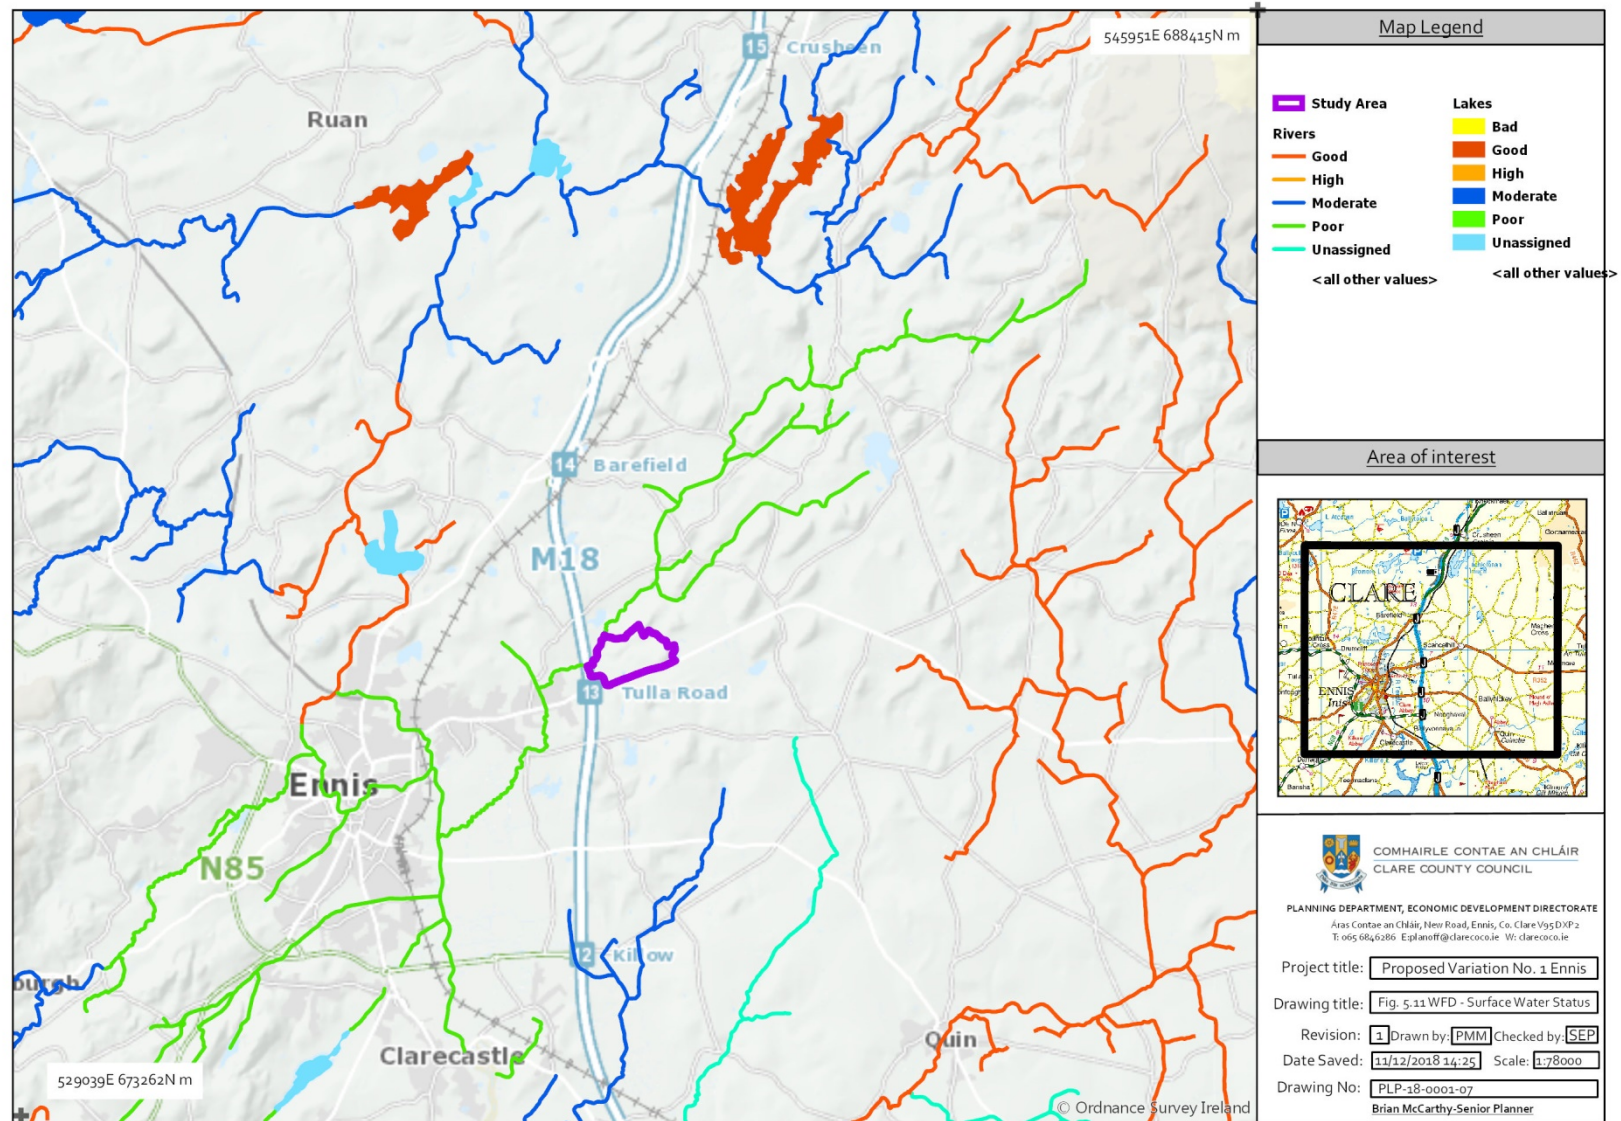 545951E 688415N m
15 Crusheen
Ruan
14 Barefield
M18
13 Tulla Road
Ennis
N85
Killow
burgh
Quin
Clarecastle
529039E 673262N m
© Ordnance Survey Ireland
Map Legend
Study Area
Rivers
Good
High
Moderate
Poor
Unassigned
<all other values>
Lakes
Bad
Good
High
Moderate
Poor
Unassigned
<all other values>
Area of interest
CLARE
ENNIS
Inis
COMHAIRLE CONTAE AN CHLÁIR
CLARE COUNTY COUNCIL
PLANNING DEPARTMENT, ECONOMIC DEVELOPMENT DIRECTORATE
Áras Contae an Chláir, New Road, Ennis, Co. Clare V95 DXP2
T: 065 6846286 E:planoff@clarecoco.ie W: clarecoco.ie
Project title: Proposed Variation No. 1 Ennis
Drawing title: Fig. 5.11 WFD - Surface Water Status
Revision: 1 Drawn by: PMM Checked by: SEP
Date Saved: 11/12/2018 14:25 Scale: 1:78000
Drawing No: PLP-18-0001-07
Brian McCarthy-Senior Planner